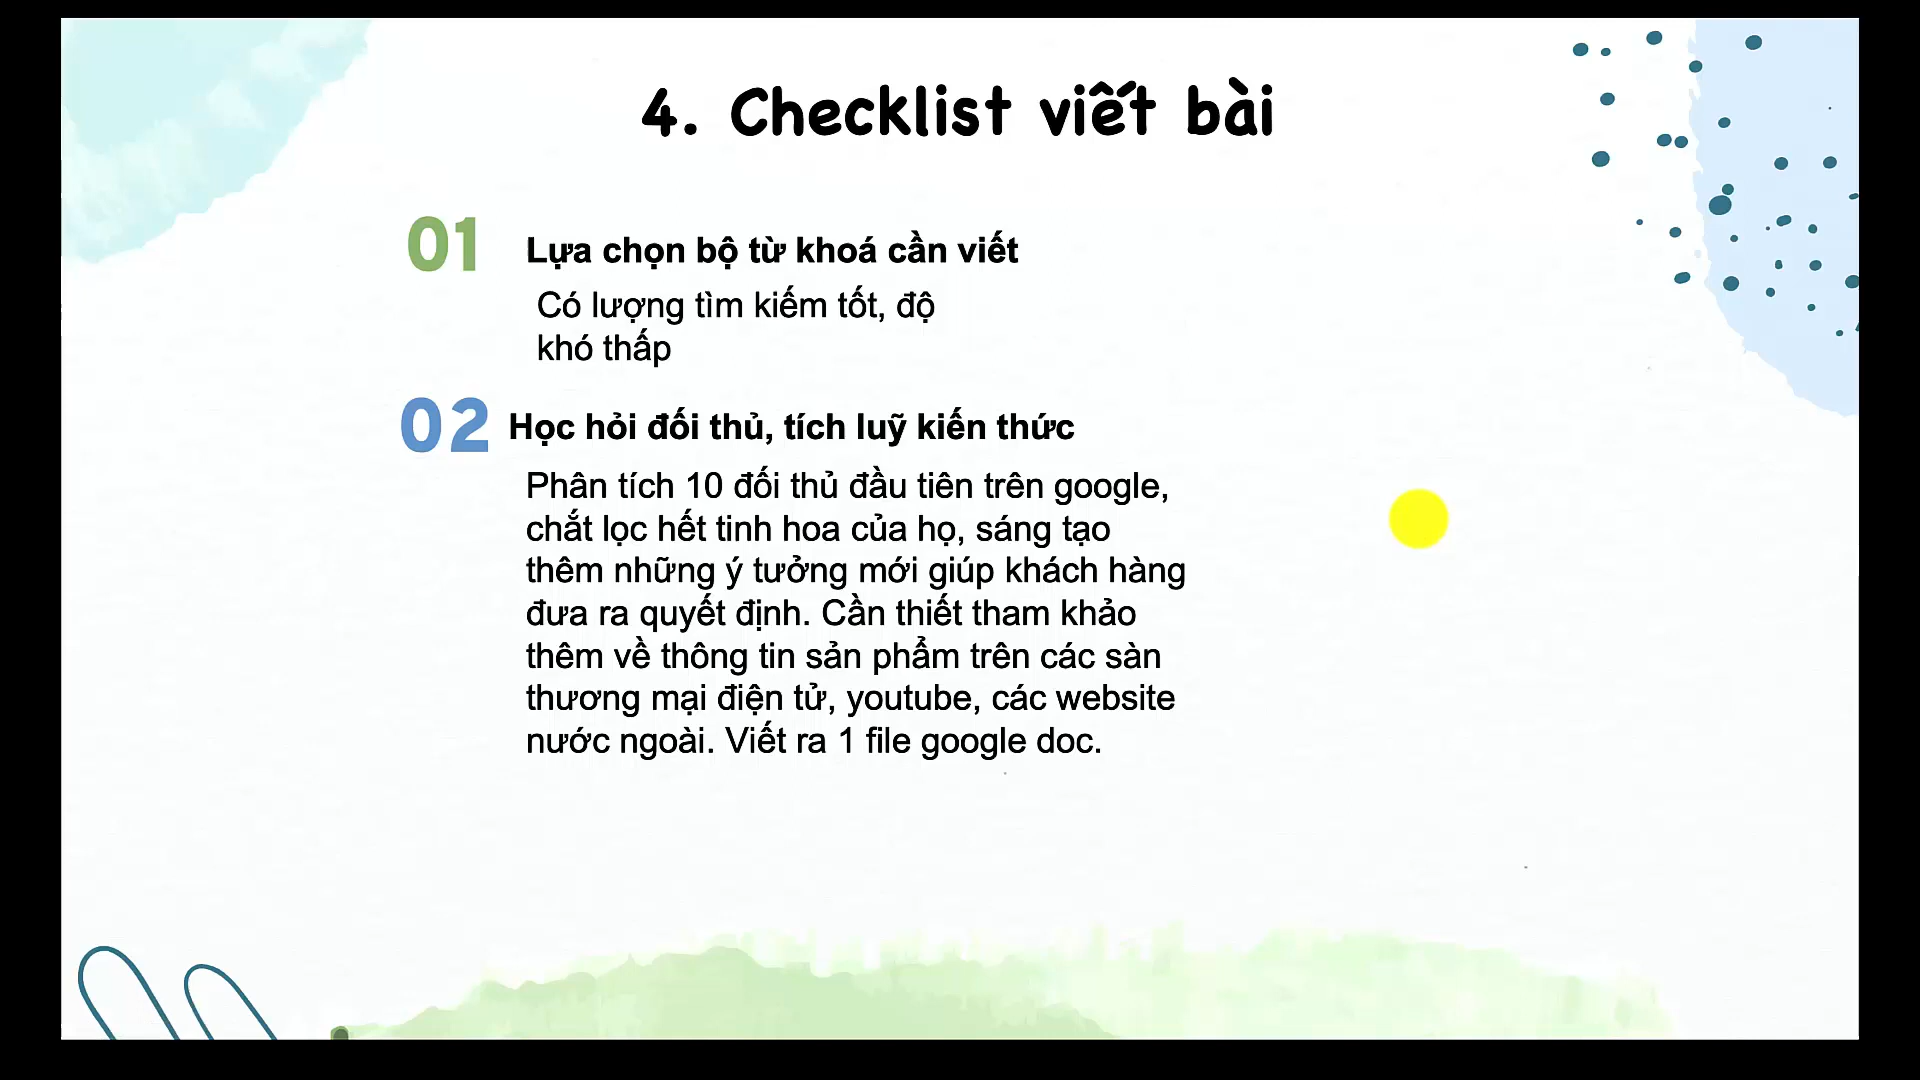 4. Checklist viết bài
01 Lựa chọn bộ từ khoá cần viết
Có lượng tìm kiếm tốt, độ
khó thấp
02 Học hỏi đối thủ, tích luỹ kiến thức
Phân tích 10 đối thủ đầu tiên trên google,
chắt lọc hết tinh hoa của họ, sáng tạo
thêm những ý tưởng mới giúp khách hàng
đưa ra quyết định. Cần thiết tham khảo
thêm về thông tin sản phẩm trên các sàn
thương mại điện tử, youtube, các website
nước ngoài. Viết ra 1 file google doc.